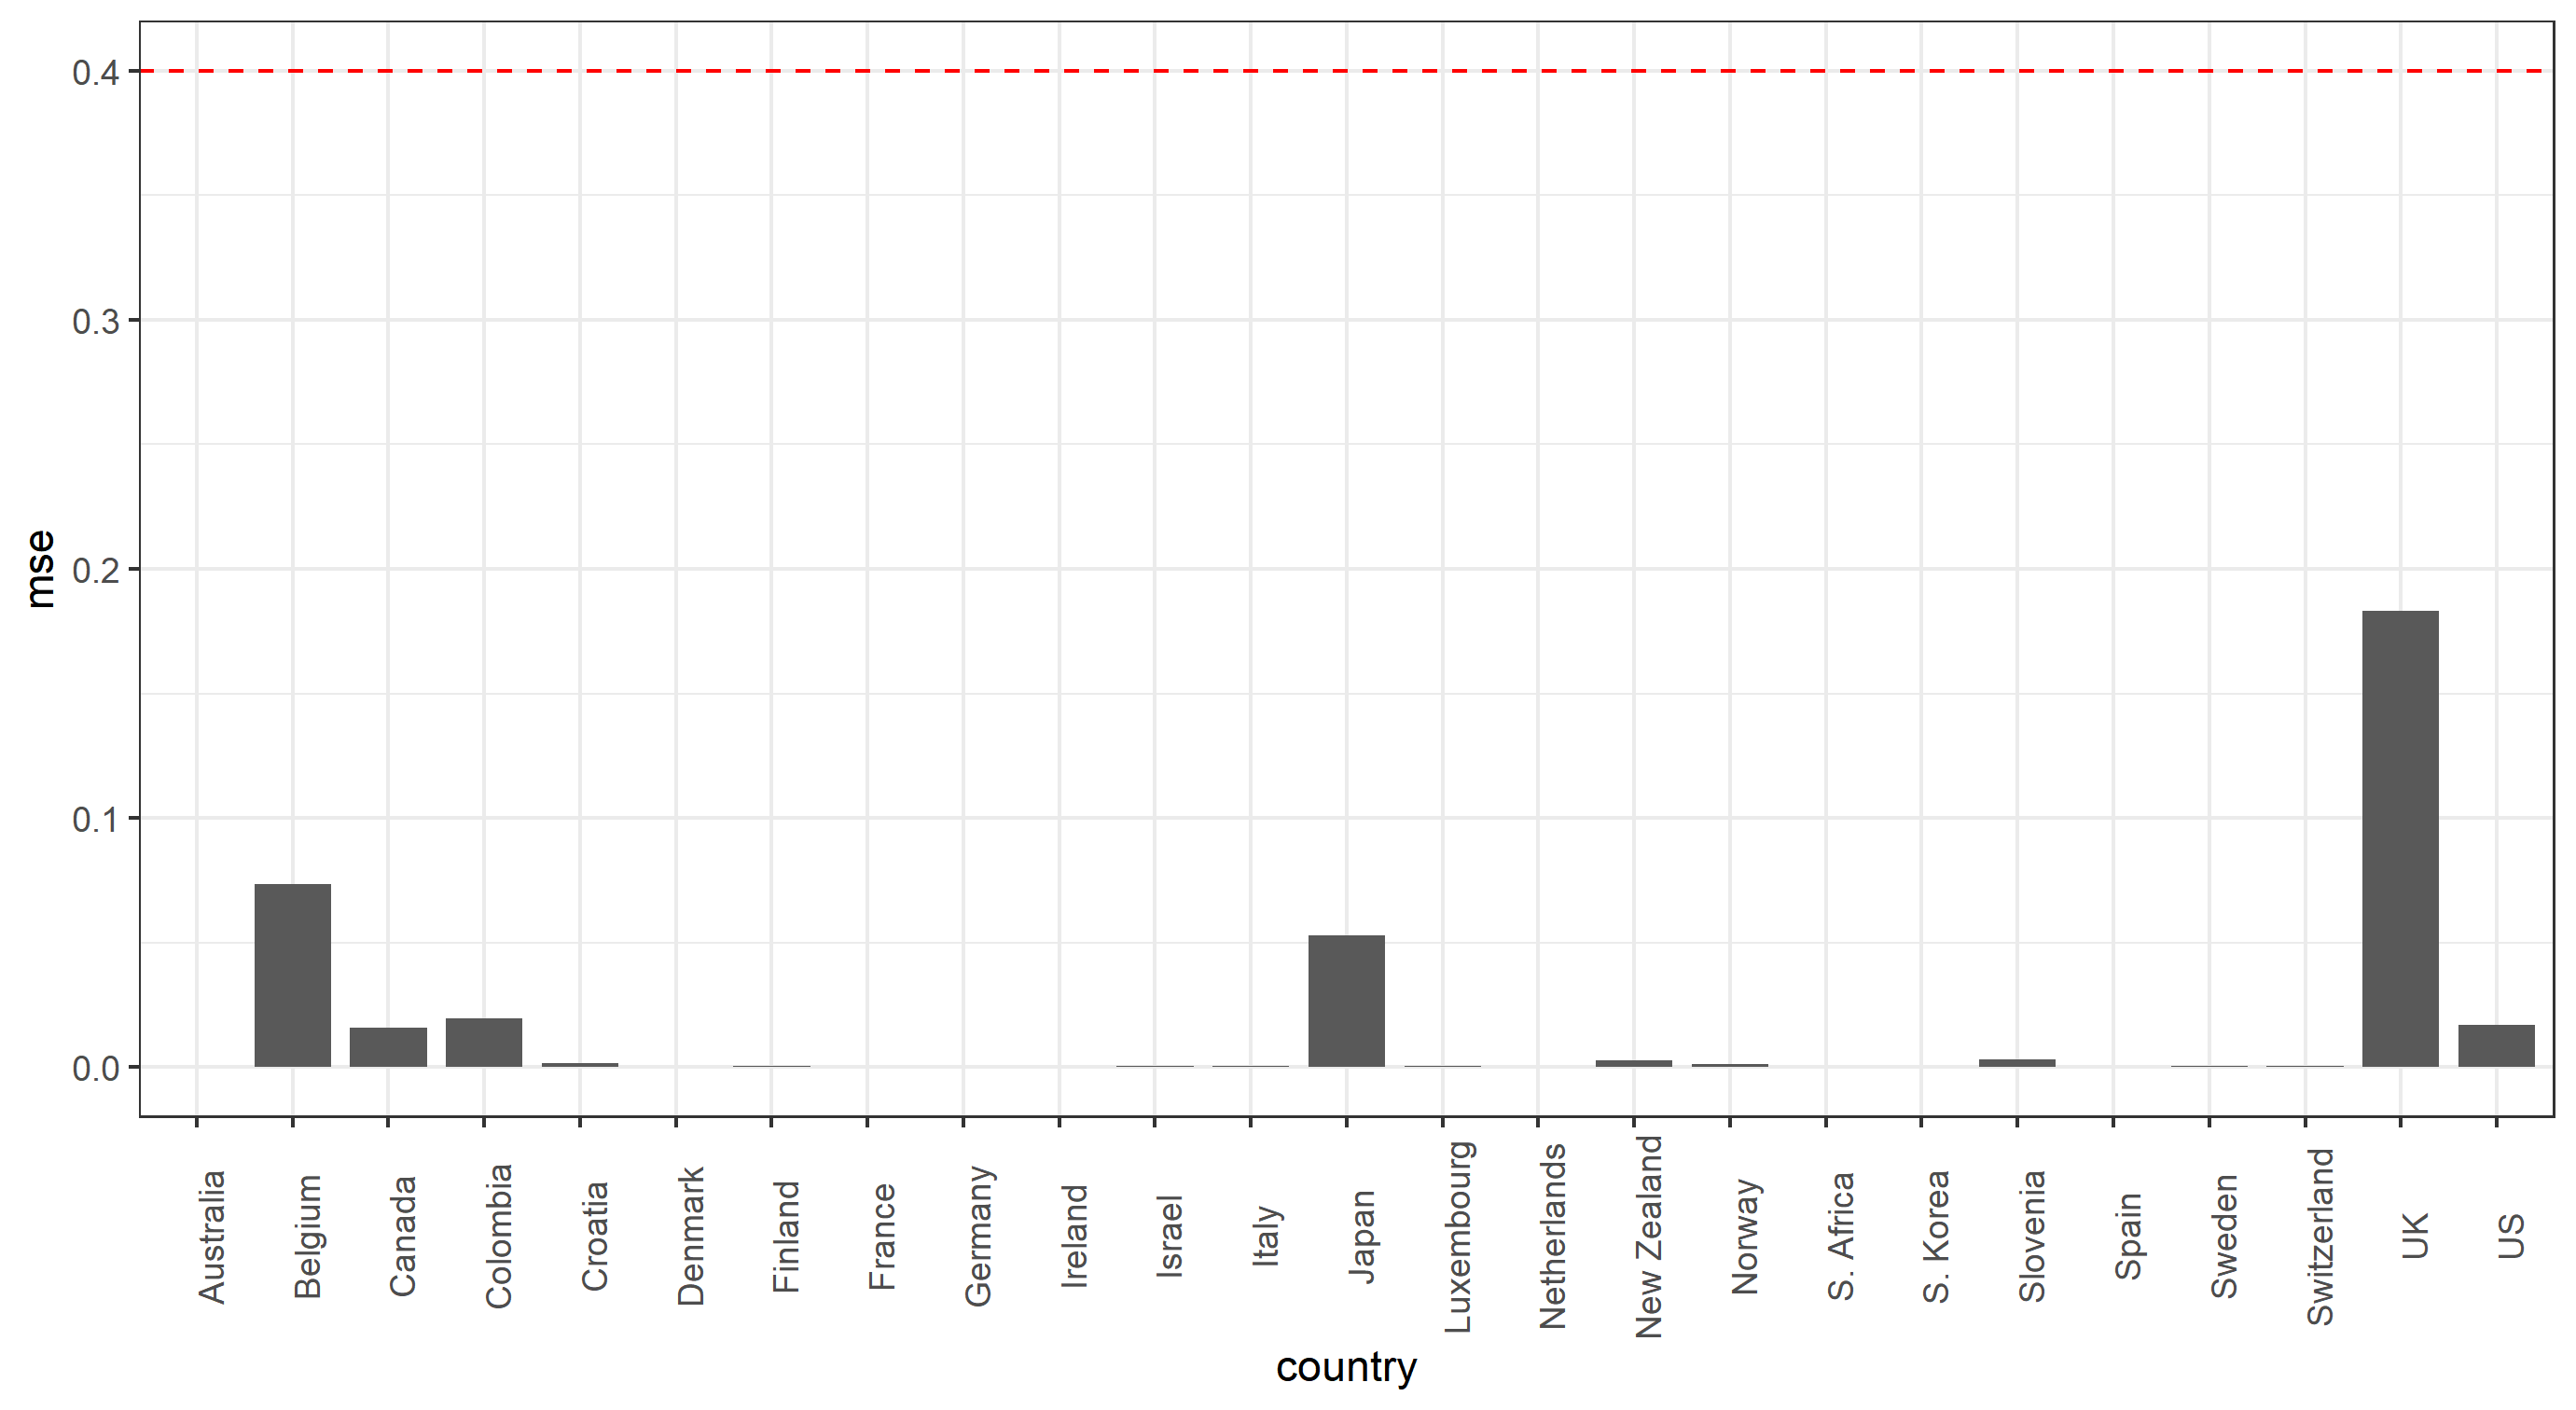 mse
0.4
0.3
0.2
0.1
0.0
Australia
Belgium
Canada
Colombia
Croatia
Denmark
Finland
France
Germany
Ireland
Israel
Italy
Japan
Luxembourg
Netherlands
New Zealand
Norway
S. Africa
S. Korea
Slovenia
Spain
Sweden
Switzerland
UK
US
country